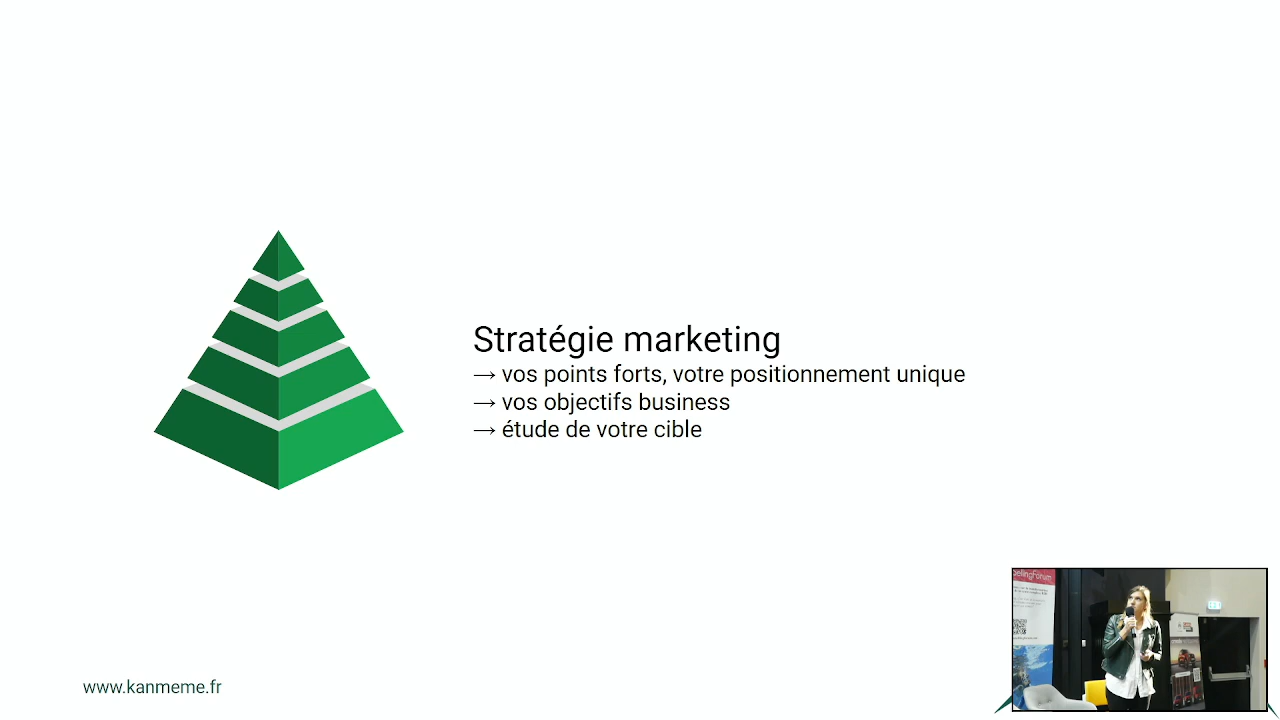 Stratégie marketing
→ vos points forts, votre positionnement unique
→ vos objectifs business
→ étude de votre cible
www.kanmeme.fr